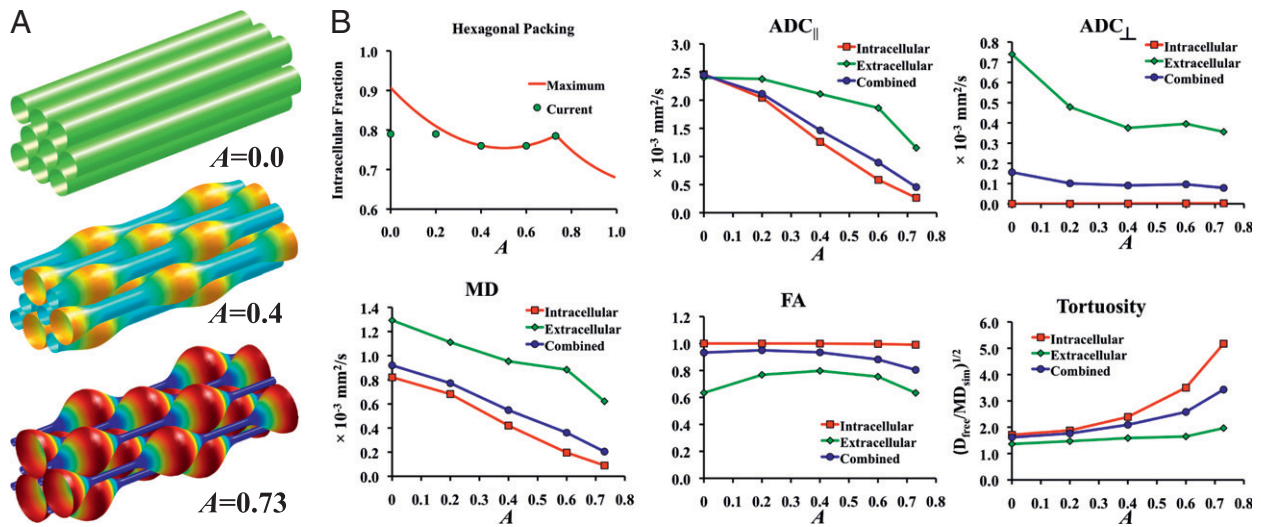 A
A=0.0
A=0.4
A=0.73
B
Hexagonal Packing
Intracellular Fraction
1.0
0.9
0.8
0.7
0.6
Maximum
Current
0.0 0.2 0.4 0.6 0.8 1.0
A
ADC||
× 10⁻³ mm²/s
3.0
2.5
2.0
1.5
1.0
0.5
0.0
Intracellular
Extracellular
Combined
0 0.1 0.2 0.3 0.4 0.5 0.6 0.7 0.8
A
ADC⊥
× 10⁻³ mm²/s
0.8
0.7
0.6
0.5
0.4
0.3
0.2
0.1
0.0
Intracellular
Extracellular
Combined
0 0.1 0.2 0.3 0.4 0.5 0.6 0.7 0.8
A
MD
× 10⁻³ mm²/s
1.4
1.2
1.0
0.8
0.6
0.4
0.2
0.0
Intracellular
Extracellular
Combined
0 0.1 0.2 0.3 0.4 0.5 0.6 0.7 0.8
A
FA
1.2
1.0
0.8
0.6
0.4
0.2
0.0
Intracellular
Extracellular
Combined
0 0.1 0.2 0.3 0.4 0.5 0.6 0.7 0.8
A
Tortuosity
(Dfree/MDsim)¹/²
6.0
5.0
4.0
3.0
2.0
1.0
0.0
Intracellular
Extracellular
Combined
0 0.1 0.2 0.3 0.4 0.5 0.6 0.7 0.8
A